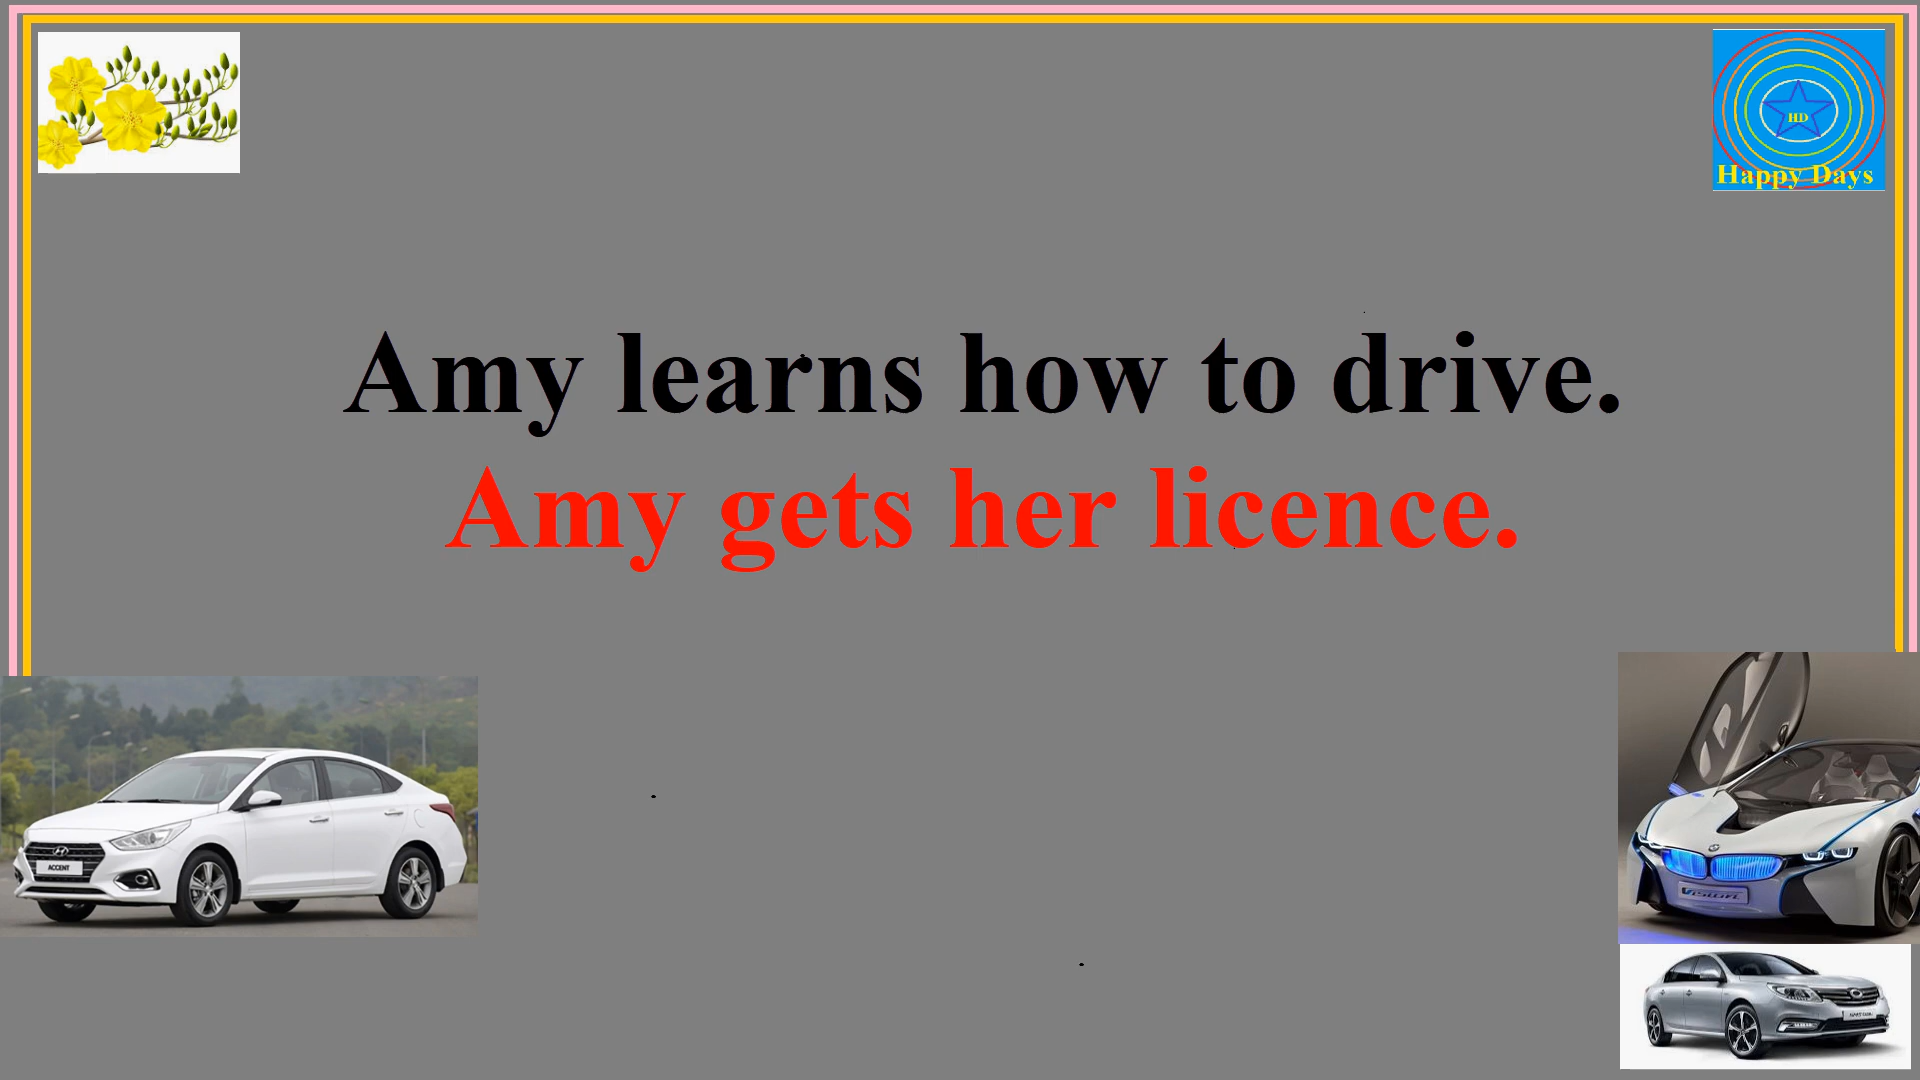 HD
Happy Days
Amy learns how to drive.
Amy gets her licence.
ACCENT